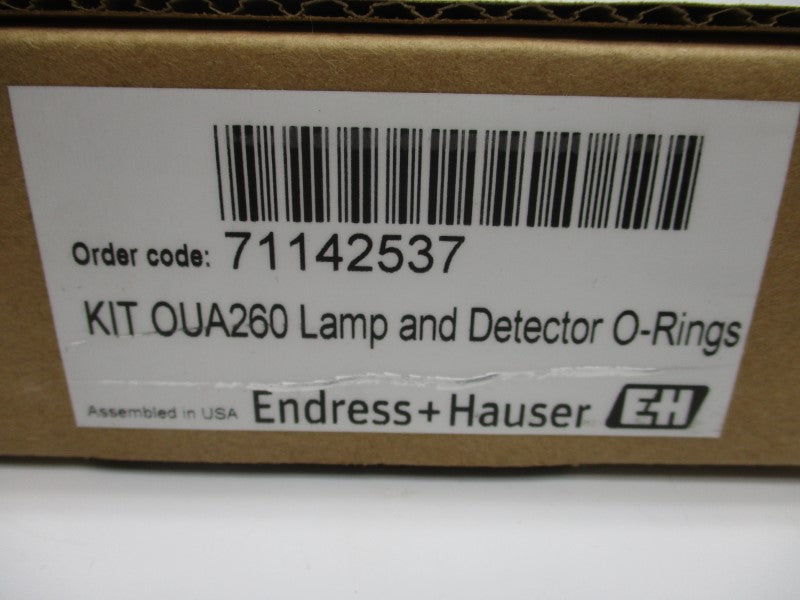 Order code: 71142537
KIT OUA260 Lamp and Detector O-Rings
Assembled in USA Endress+Hauser EH